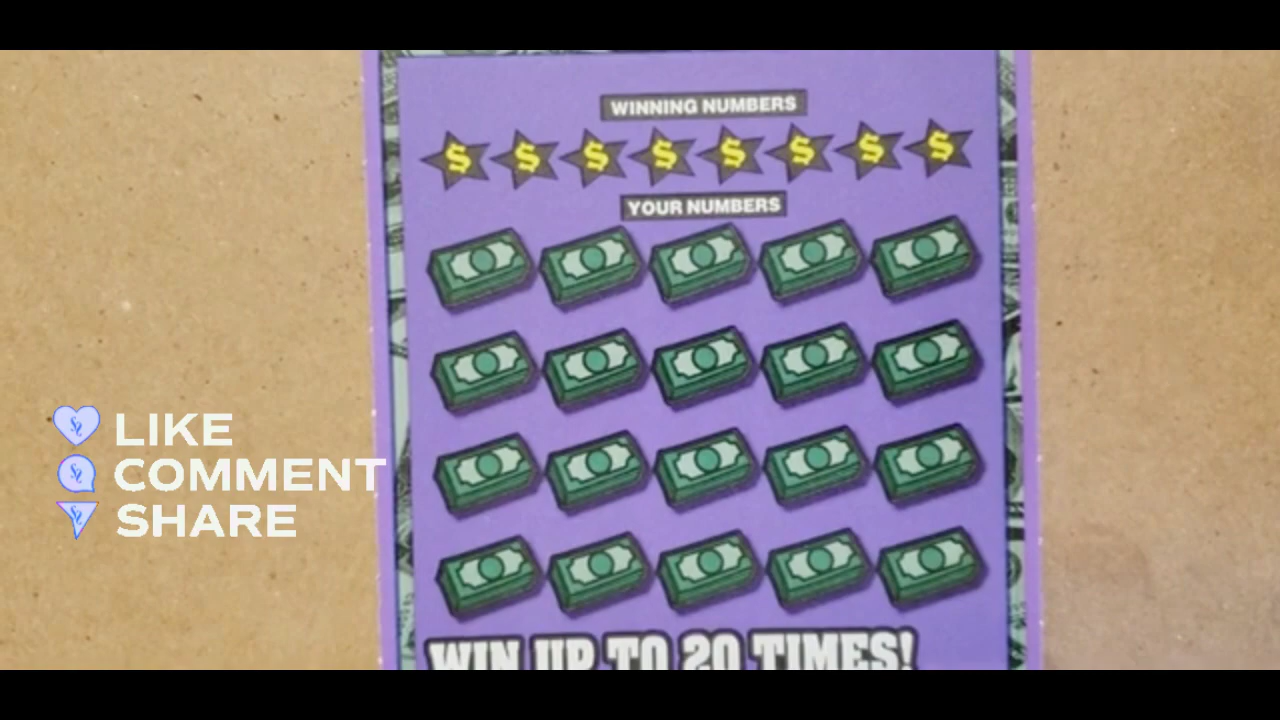 WINNING NUMBERS
$ $ $ $ $ $ $ $
YOUR NUMBERS
LIKE
COMMENT
SHARE
WIN UP TO 20 TIMES!